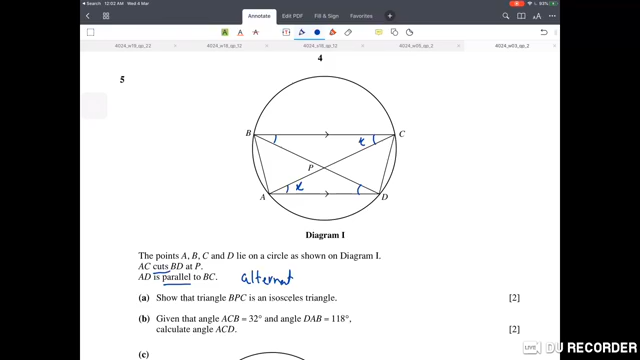 Search 12:02 AM Wed 4 Mar 93%
Annotate Edit PDF Fill & Sign Favorites
4024_w19_qp_22 4024_w18_qp_12 4024_s18_qp_12 4024_w05_qp_2 4024_w03_qp_2
4
5
B C
x
P
x
A D
Diagram I
The points A, B, C and D lie on a circle as shown on Diagram I.
AC cuts BD at P.
AD is parallel to BC. alternat
(a) Show that triangle BPC is an isosceles triangle. [2]
(b) Given that angle ACB = 32° and angle DAB = 118°,
calculate angle ACD. [2]
(c)
LIVE DU RECORDER